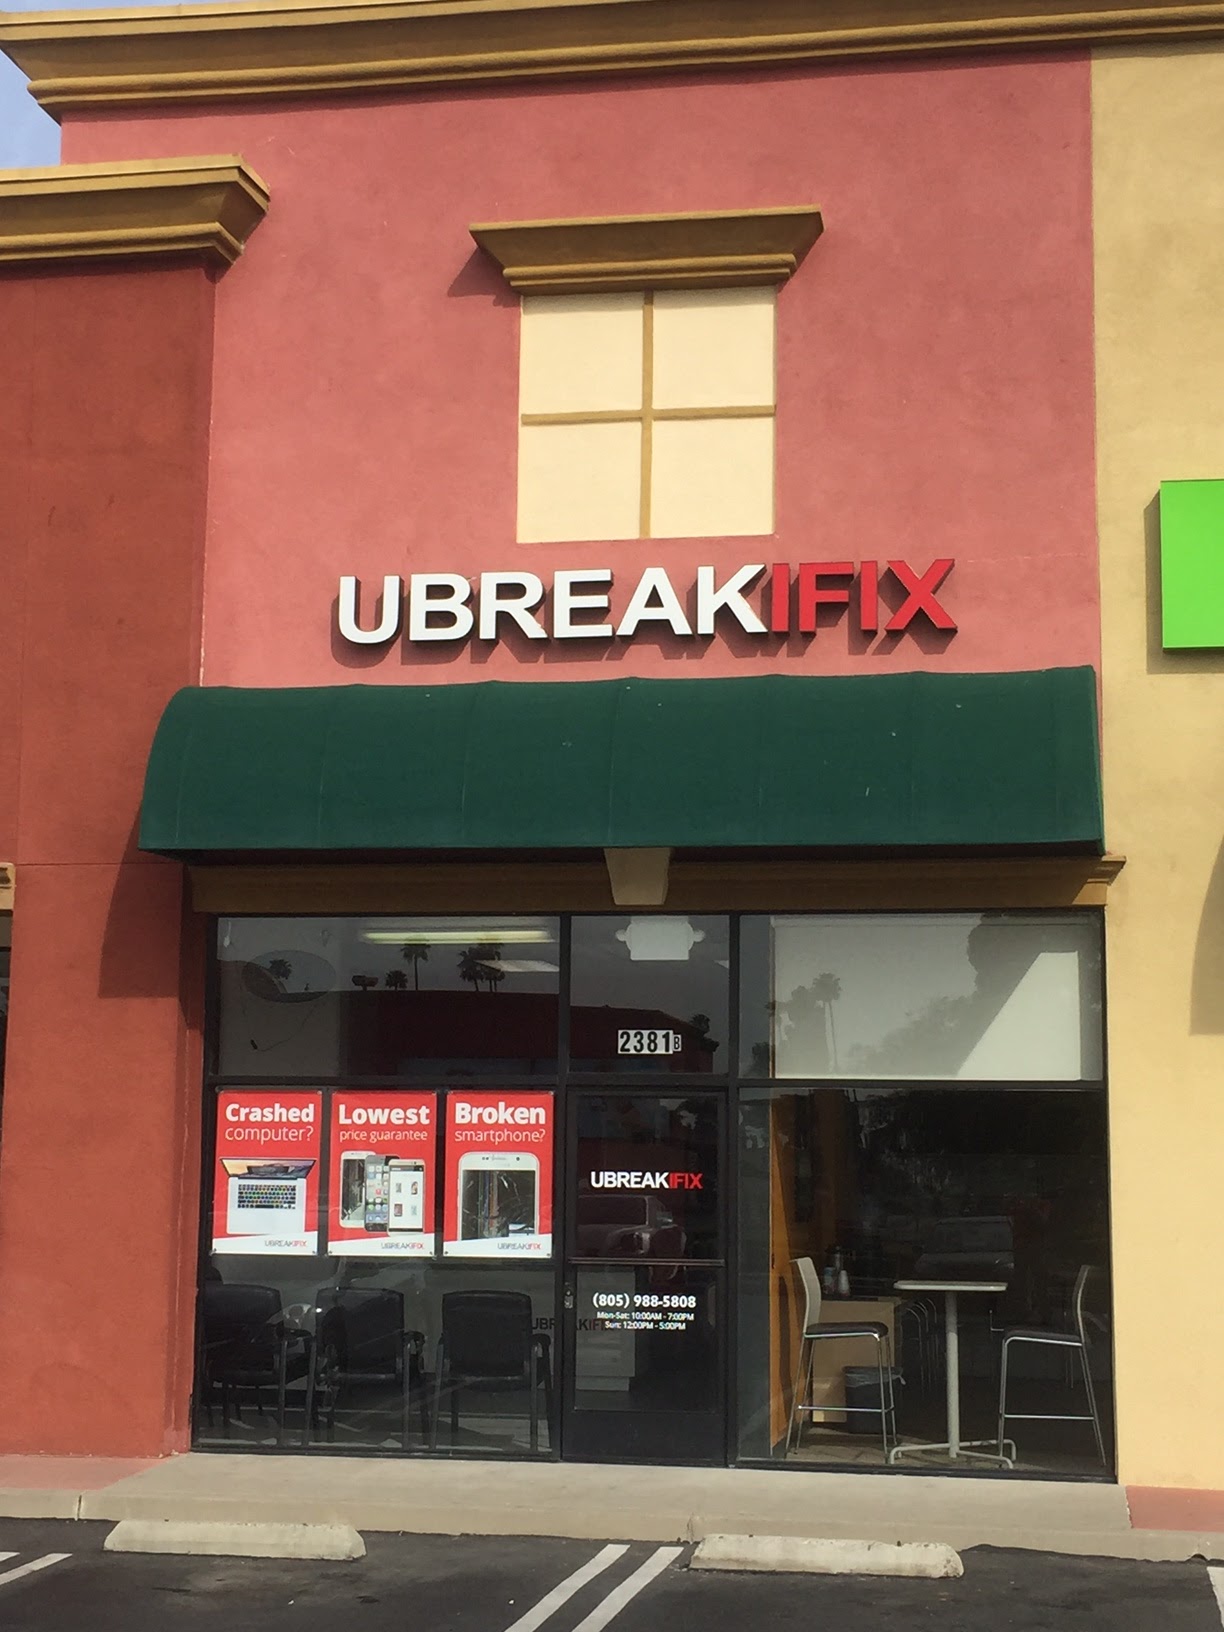 UBREAKIFIX
2381B
Crashed
computer?
UBREAKIFIX
Lowest
price guarantee
UBREAKIFIX
Broken
smartphone?
UBREAKIFIX
UBREAKIFIX
(805) 988-5808
Mon-Sat: 10:00AM - 7:00PM
Sun: 12:00PM - 5:00PM